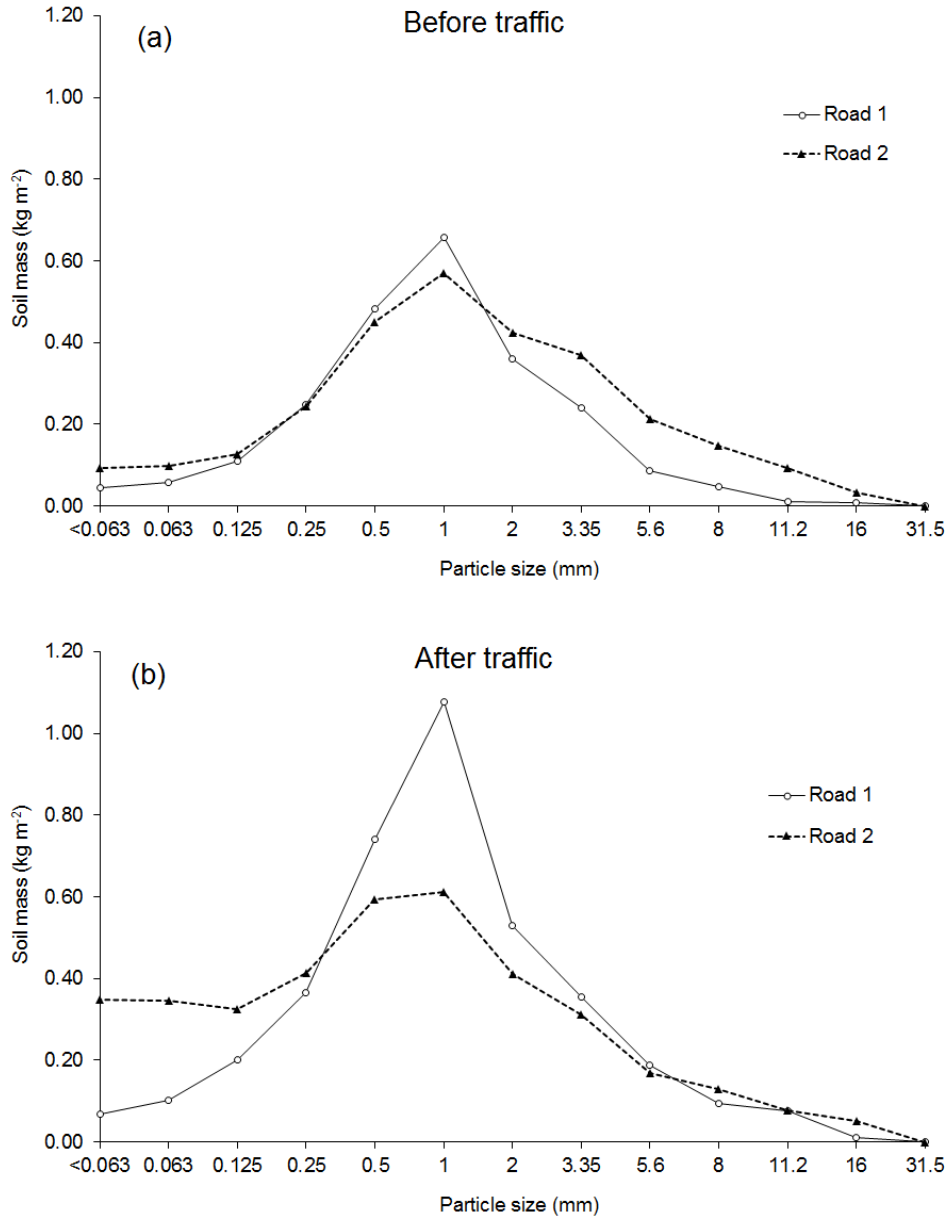 (a)
Before traffic
1.20
1.00
0.80
0.60
0.40
0.20
0.00
Soil mass (kg m-2)
Road 1
Road 2
<0.063 0.063 0.125 0.25 0.5 1 2 3.35 5.6 8 11.2 16 31.5
Particle size (mm)
(b)
After traffic
1.20
1.00
0.80
0.60
0.40
0.20
0.00
Soil mass (kg m-2)
Road 1
Road 2
<0.063 0.063 0.125 0.25 0.5 1 2 3.35 5.6 8 11.2 16 31.5
Particle size (mm)